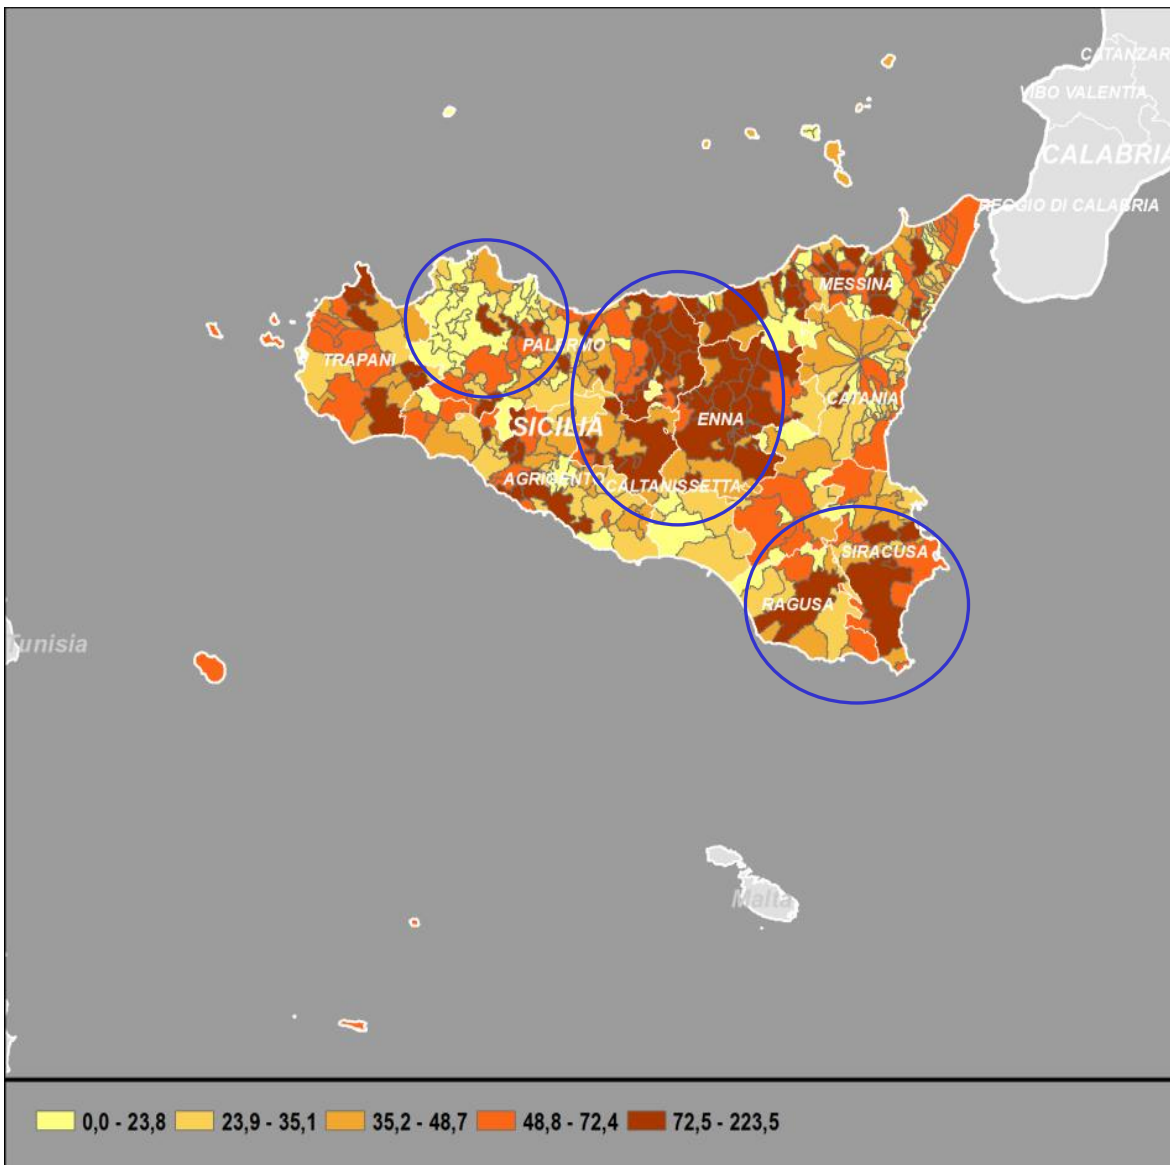 CATANZAR
VIBO VALENTIA
CALABRIA
REGGIO DI CALABRIA
MESSINA
PALERMO
TRAPANI
CATANIA
ENNA
SICILIA
AGRIGENTO
CALTANISSETTA
SIRACUSA
RAGUSA
Tunisia
Malta
0,0 - 23,8 23,9 - 35,1 35,2 - 48,7 48,8 - 72,4 72,5 - 223,5